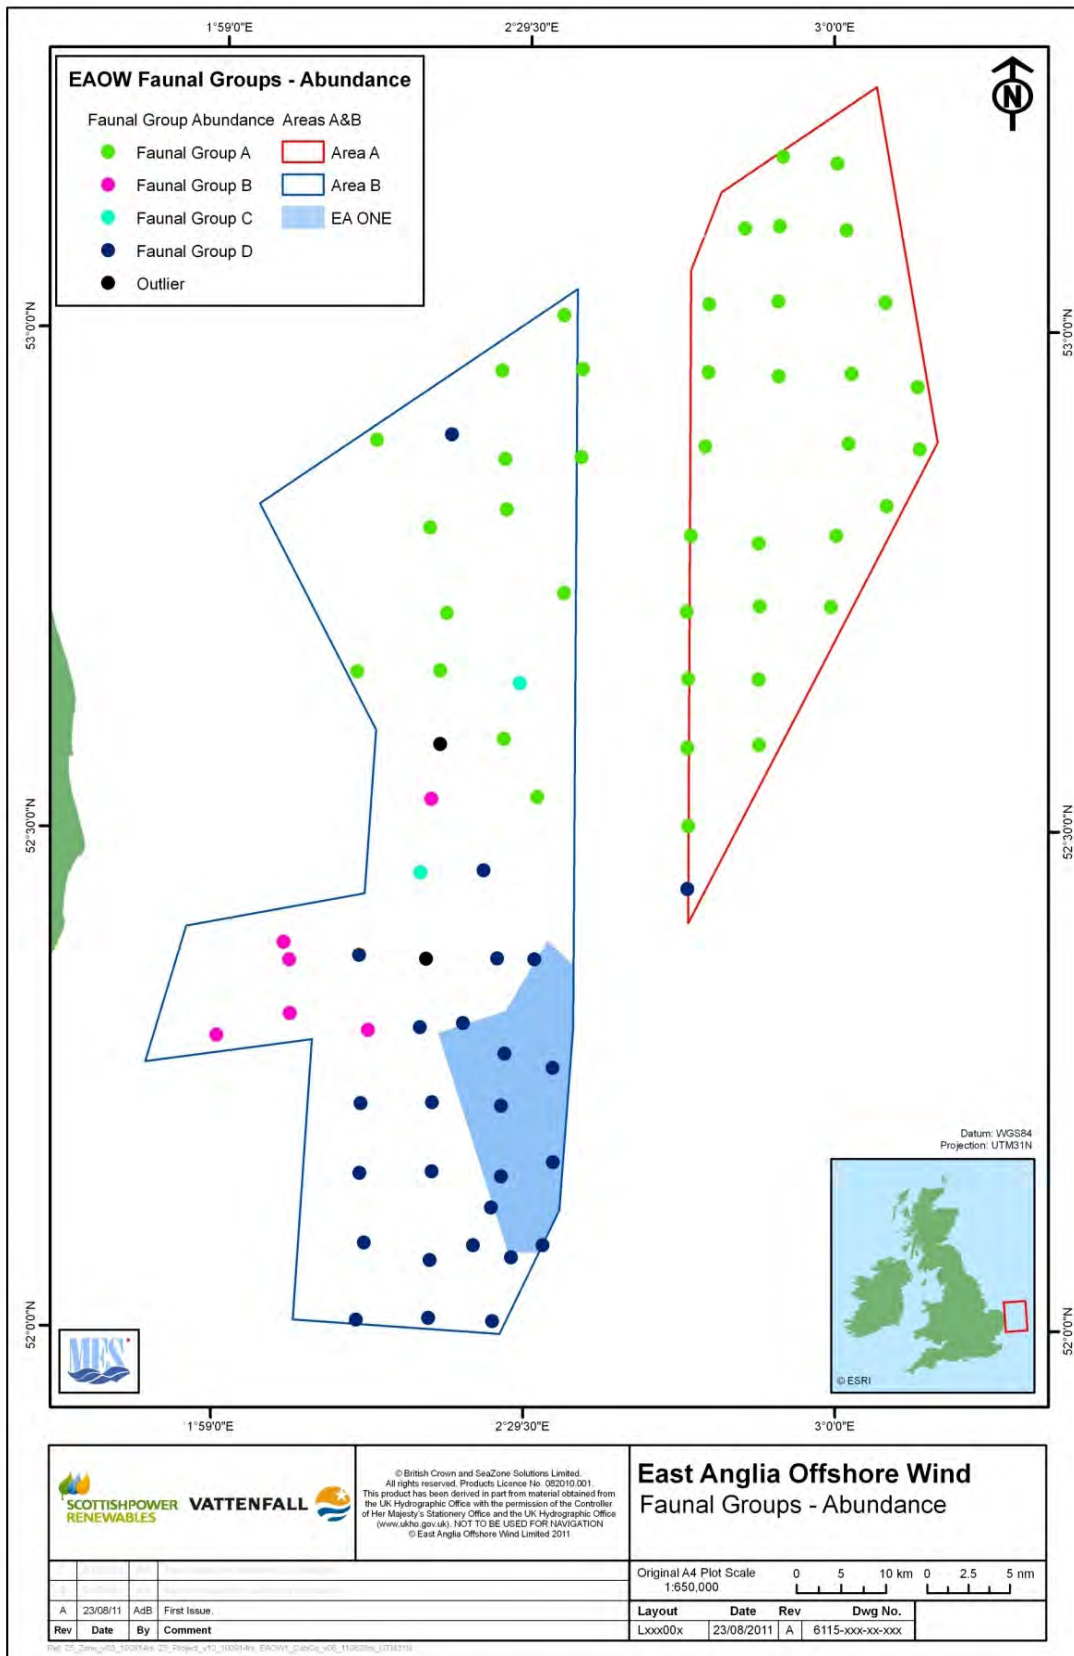 1°59'0"E 2°29'30"E 3°0'0"E
EAOW Faunal Groups - Abundance
Faunal Group Abundance Areas A&B
Faunal Group A Area A
Faunal Group B Area B
Faunal Group C EA ONE
Faunal Group D
Outlier
N
53°0'0"N 53°0'0"N
52°30'0"N 52°30'0"N
Datum: WGS84
Projection: UTM31N
52°0'0"N 52°0'0"N
MES
© ESRI
1°59'0"E 2°29'30"E 3°0'0"E
SCOTTISHPOWER
RENEWABLES
VATTENFALL
© British Crown and SeaZone Solutions Limited.
All rights reserved. Products Licence No. 082010.001.
This product has been derived in part from material obtained from
the UK Hydrographic Office with the permission of the Controller
of Her Majesty's Stationery Office and the UK Hydrographic Office
(www.ukho.gov.uk). NOT TO BE USED FOR NAVIGATION
© East Anglia Offshore Wind Limited 2011
East Anglia Offshore Wind
Faunal Groups - Abundance
Original A4 Plot Scale
1:650,000
0 5 10 km 0 2.5 5 nm
A 23/08/11 AdB First Issue.
Rev Date By Comment
Layout Date Rev Dwg No.
Lxxx00x 23/08/2011 A 6115-xxx-xx-xxx